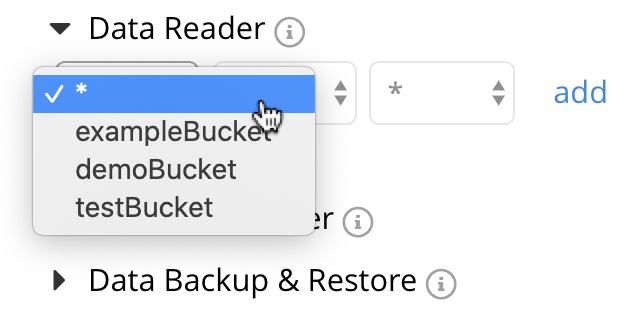 Data Reader
✓ *
* add
exampleBucket
demoBucket
testBucket
er
Data Backup & Restore